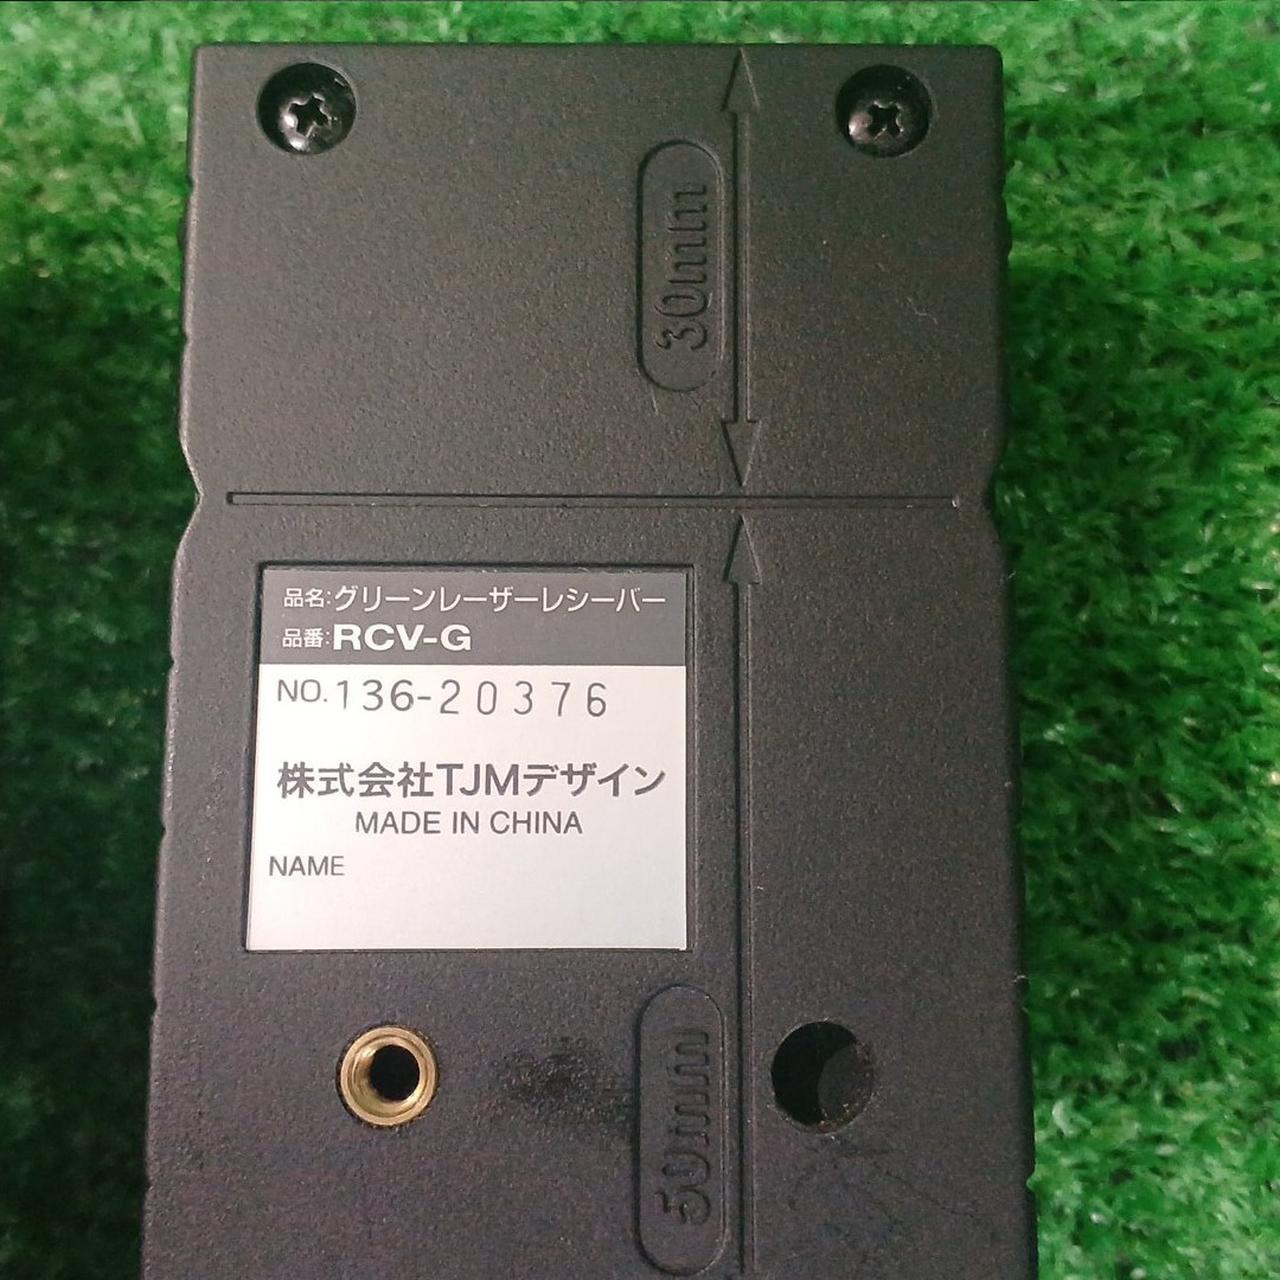 30mm
品名:グリーンレーザーレシーバー
品番:RCV-G
NO.136-20376
株式会社TJMデザイン
MADE IN CHINA
NAME
50mm